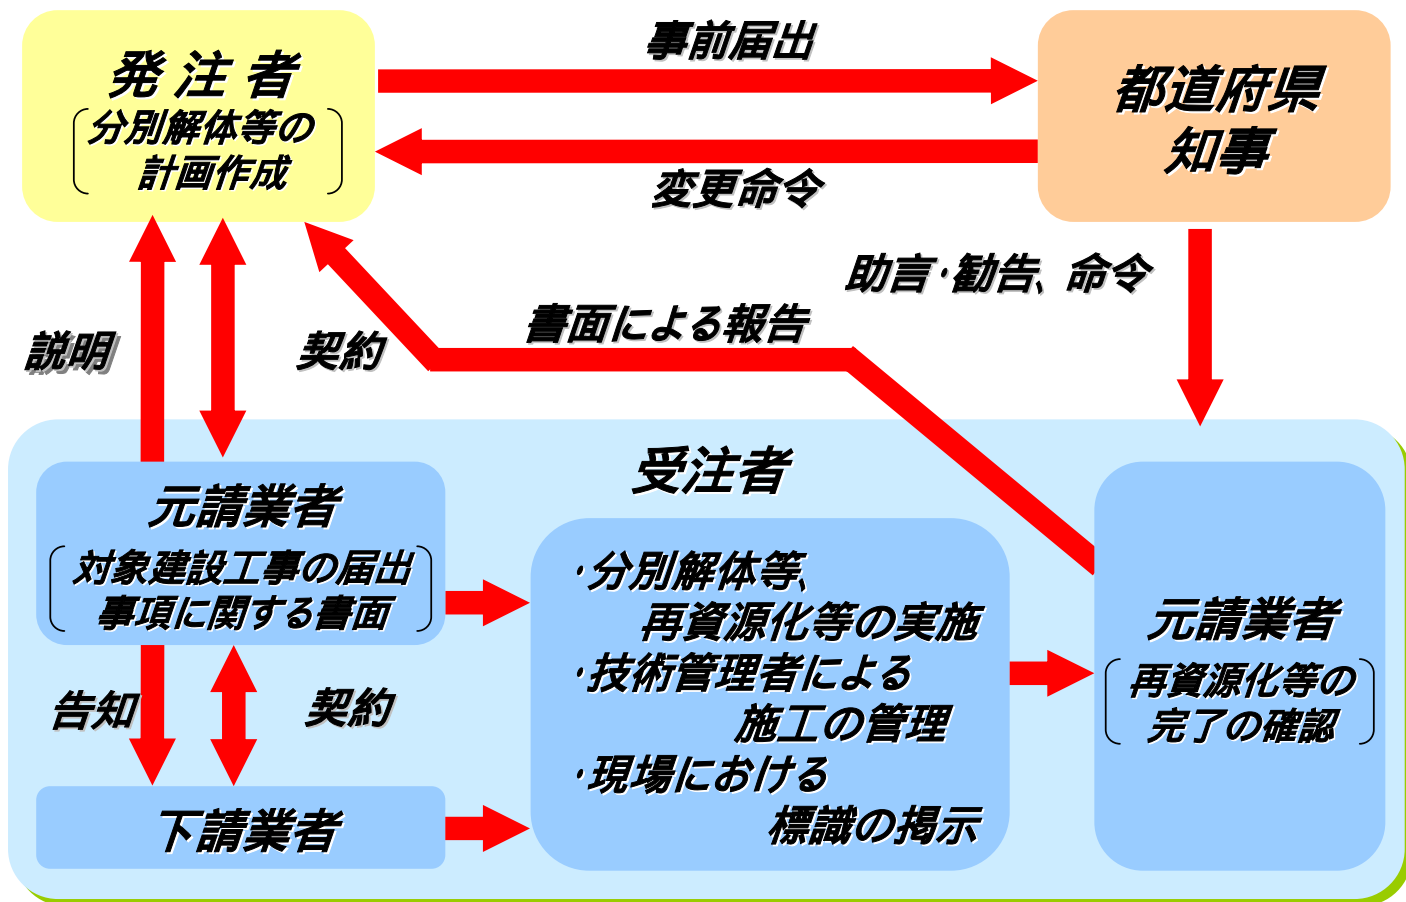 発 注 者
分別解体等の
計画作成
事前届出
都道府県
知事
変更命令
助言・勧告、命令
書面による報告
説明
契約
受注者
元請業者
対象建設工事の届出
事項に関する書面
・分別解体等、
再資源化等の実施
・技術管理者による
施工の管理
・現場における
標識の掲示
元請業者
再資源化等の
完了の確認
告知
契約
下請業者